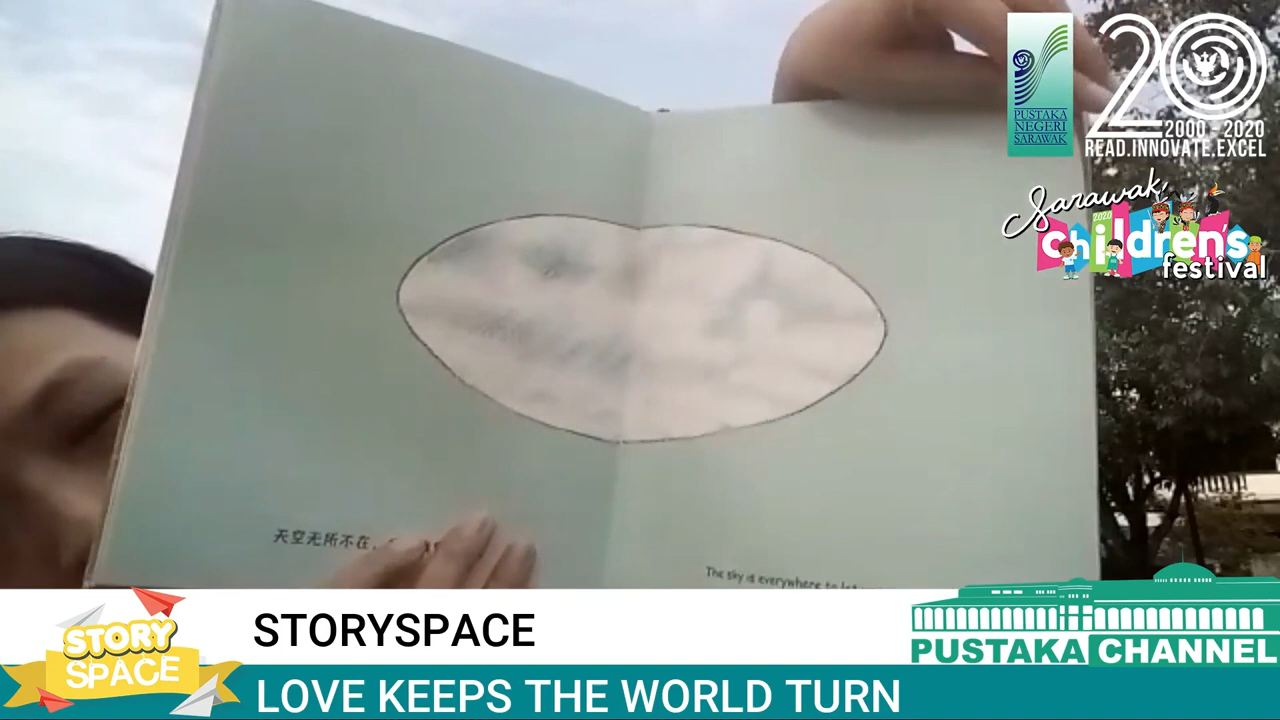 PUSTAKA
NEGERI
SARAWAK
20
2000 - 2020
READ.INNOVATE.EXCEL
Sarawak
2020
children's
festival
天空无所不在，
The sky is everywhere to
STORY
SPACE
STORYSPACE
LOVE KEEPS THE WORLD TURN
PUSTAKA CHANNEL